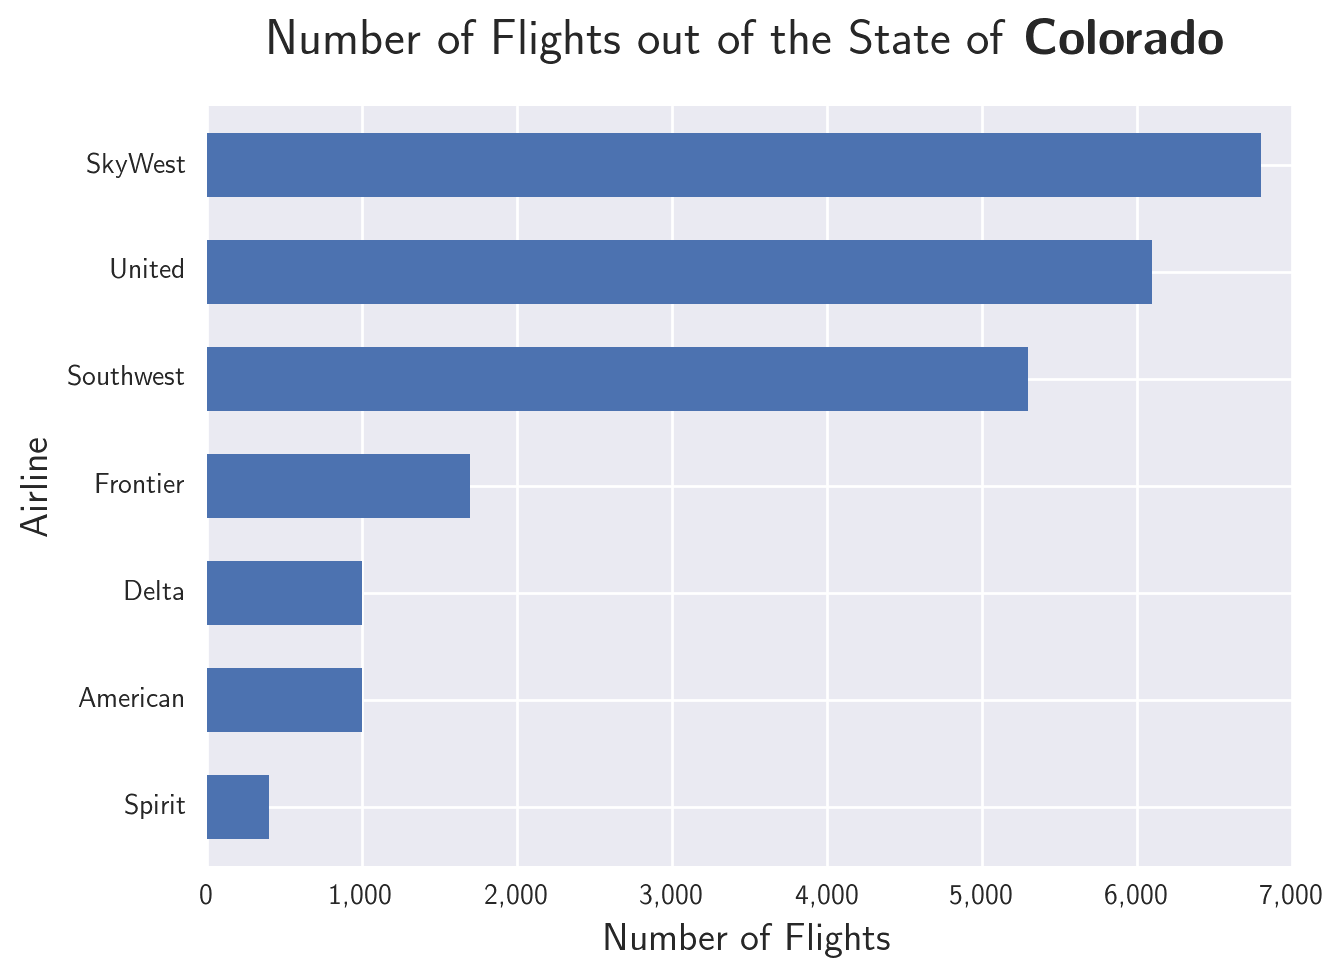 Number of Flights out of the State of Colorado
SkyWest
United
Southwest
Frontier
Delta
American
Spirit
Airline
0 1,000 2,000 3,000 4,000 5,000 6,000 7,000
Number of Flights